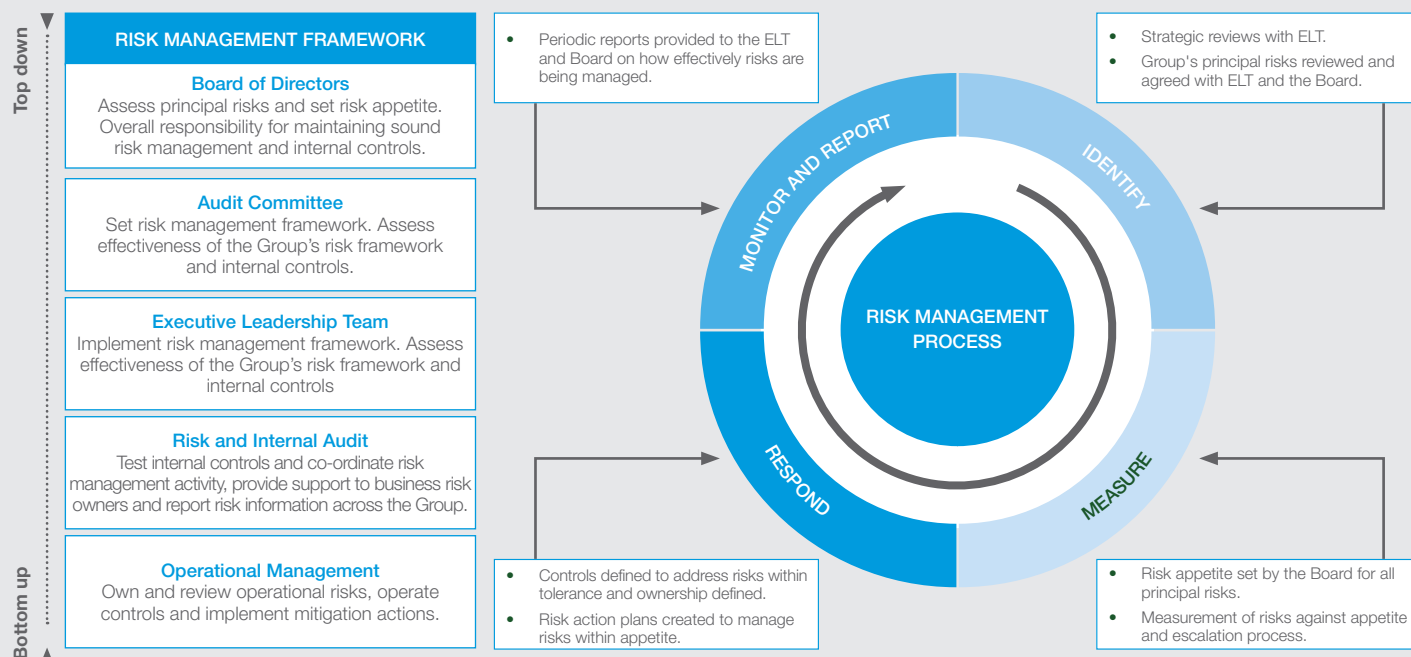 Top down
Bottom up
RISK MANAGEMENT FRAMEWORK
Board of Directors
Assess principal risks and set risk appetite.
Overall responsibility for maintaining sound
risk management and internal controls.
Audit Committee
Set risk management framework. Assess
effectiveness of the Group’s risk framework
and internal controls.
Executive Leadership Team
Implement risk management framework. Assess
effectiveness of the Group’s risk framework and
internal controls
Risk and Internal Audit
Test internal controls and co-ordinate risk
management activity, provide support to business risk
owners and report risk information across the Group.
Operational Management
Own and review operational risks, operate
controls and implement mitigation actions.
• Periodic reports provided to the ELT
and Board on how effectively risks are
being managed.
• Strategic reviews with ELT.
• Group's principal risks reviewed and
agreed with ELT and the Board.
MONITOR AND REPORT
IDENTIFY
RISK MANAGEMENT
PROCESS
RESPOND
MEASURE
• Controls defined to address risks within
tolerance and ownership defined.
• Risk action plans created to manage
risks within appetite.
• Risk appetite set by the Board for all
principal risks.
• Measurement of risks against appetite
and escalation process.